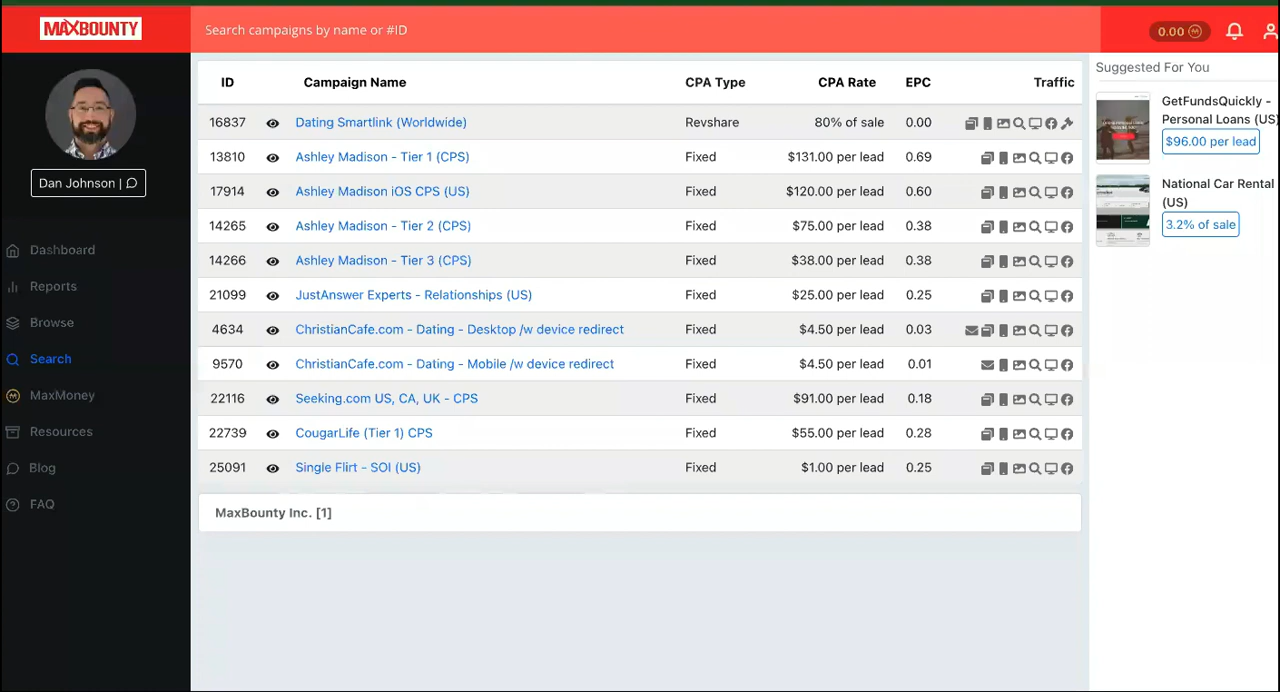 MAXBOUNTY
Search campaigns by name or #ID
0.00
Dan Johnson |
Dashboard
Reports
Browse
Search
MaxMoney
Resources
Blog
FAQ
ID Campaign Name CPA Type CPA Rate EPC Traffic
16837 Dating Smartlink (Worldwide) Revshare 80% of sale 0.00
13810 Ashley Madison - Tier 1 (CPS) Fixed $131.00 per lead 0.69
17914 Ashley Madison iOS CPS (US) Fixed $120.00 per lead 0.60
14265 Ashley Madison - Tier 2 (CPS) Fixed $75.00 per lead 0.38
14266 Ashley Madison - Tier 3 (CPS) Fixed $38.00 per lead 0.38
21099 JustAnswer Experts - Relationships (US) Fixed $25.00 per lead 0.25
4634 ChristianCafe.com - Dating - Desktop /w device redirect Fixed $4.50 per lead 0.03
9570 ChristianCafe.com - Dating - Mobile /w device redirect Fixed $4.50 per lead 0.01
22116 Seeking.com US, CA, UK - CPS Fixed $91.00 per lead 0.18
22739 CougarLife (Tier 1) CPS Fixed $55.00 per lead 0.28
25091 Single Flirt - SOI (US) Fixed $1.00 per lead 0.25
MaxBounty Inc. [1]
Suggested For You
GetFundsQuickly -
Personal Loans (US)
$96.00 per lead
National Car Rental
(US)
3.2% of sale